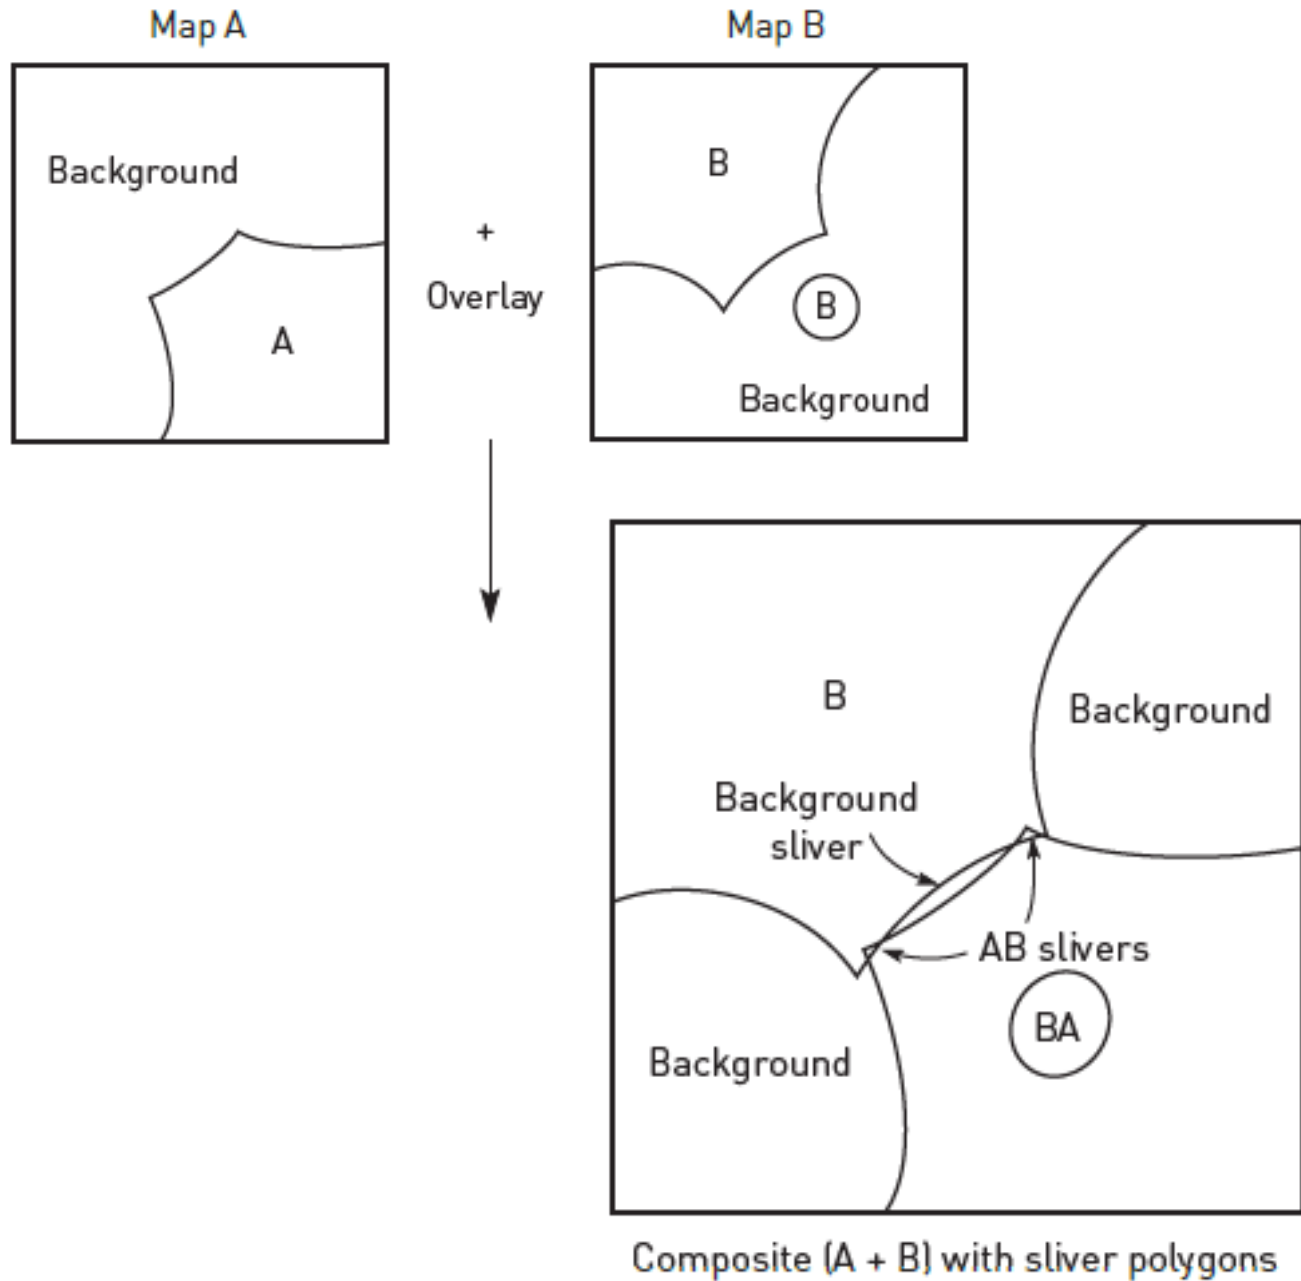 Map A
Map B
Background
A
+
Overlay
B
B
Background
B
Background
Background
sliver
AB slivers
BA
Background
Composite (A + B) with sliver polygons